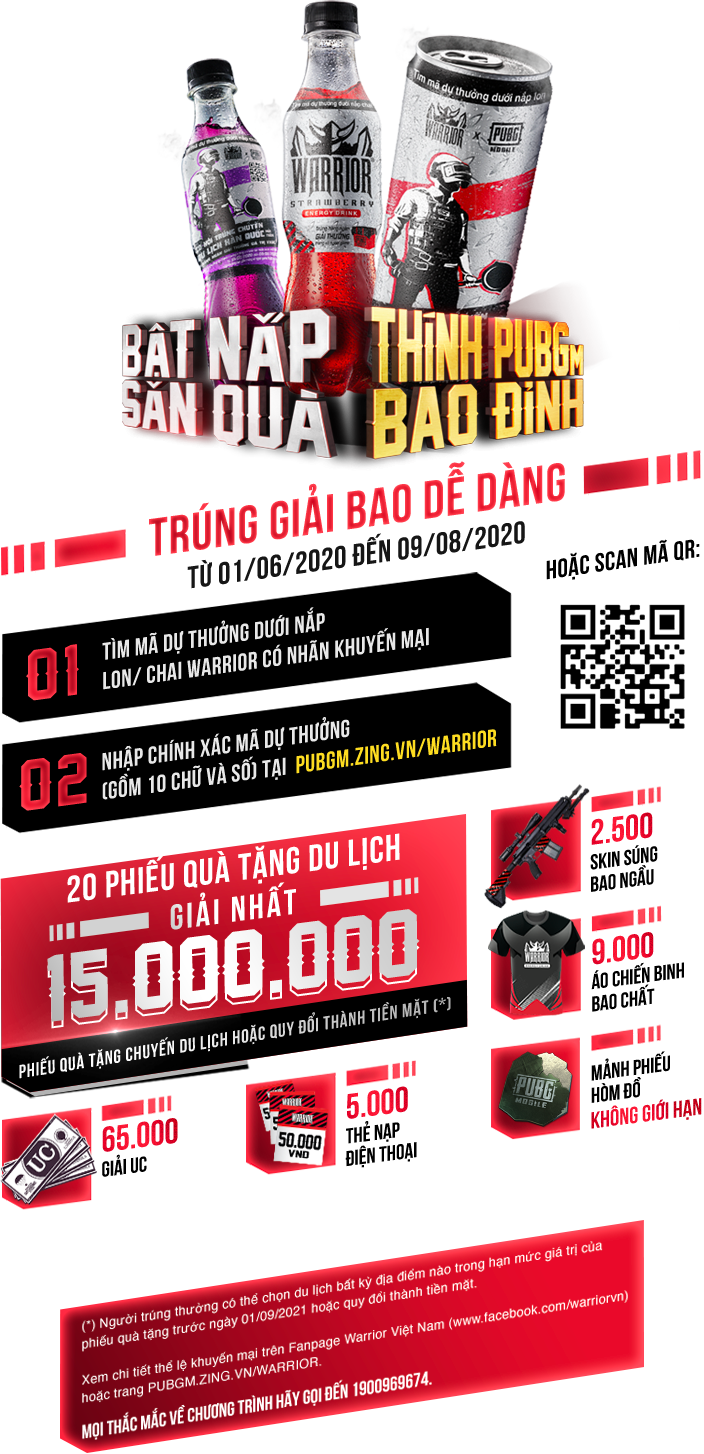 Tìm mã dự thưởng dưới nắp lon
WARRIOR
x
PUBG
MOBILE
WARRIOR
STRAWBERRY
ENERGY DRINK
GIẢI THƯỞNG
BẬT NẮP
SĂN QUÀ
THÍNH PUBGM
BAO ĐỈNH
TRÚNG GIẢI BAO DỄ DÀNG
TỪ 01/06/2020 ĐẾN 09/08/2020
HOẶC SCAN MÃ QR:
01
TÌM MÃ DỰ THƯỞNG DƯỚI NẮP
LON/ CHAI WARRIOR CÓ NHÃN KHUYẾN MẠI
02
NHẬP CHÍNH XÁC MÃ DỰ THƯỞNG
(GỒM 10 CHỮ VÀ SỐ) TẠI PUBGM.ZING.VN/WARRIOR
20 PHIẾU QUÀ TẶNG DU LỊCH
GIẢI NHẤT
15.000.000
PHIẾU QUÀ TẶNG CHUYẾN DU LỊCH HOẶC QUY ĐỔI THÀNH TIỀN MẶT (*)
2.500
SKIN SÚNG
BAO NGẦU
WARRIOR
9.000
ÁO CHIẾN BINH
BAO CHẤT
PUBG
MOBILE
MẢNH PHIẾU
HÒM ĐỒ
KHÔNG GIỚI HẠN
UC
65.000
GIẢI UC
WARRIOR
WARRIOR
50.000
VND
5.000
THẺ NẠP
ĐIỆN THOẠI
(*) Người trúng thưởng có thể chọn du lịch bất kỳ địa điểm nào trong hạn mức giá trị của
phiếu quà tặng trước ngày 01/09/2021 hoặc quy đổi thành tiền mặt.
Xem chi tiết thể lệ khuyến mại trên Fanpage Warrior Việt Nam (www.facebook.com/warriorvn)
hoặc trang PUBGM.ZING.VN/WARRIOR.
MỌI THẮC MẮC VỀ CHƯƠNG TRÌNH HÃY GỌI ĐẾN 1900969674.